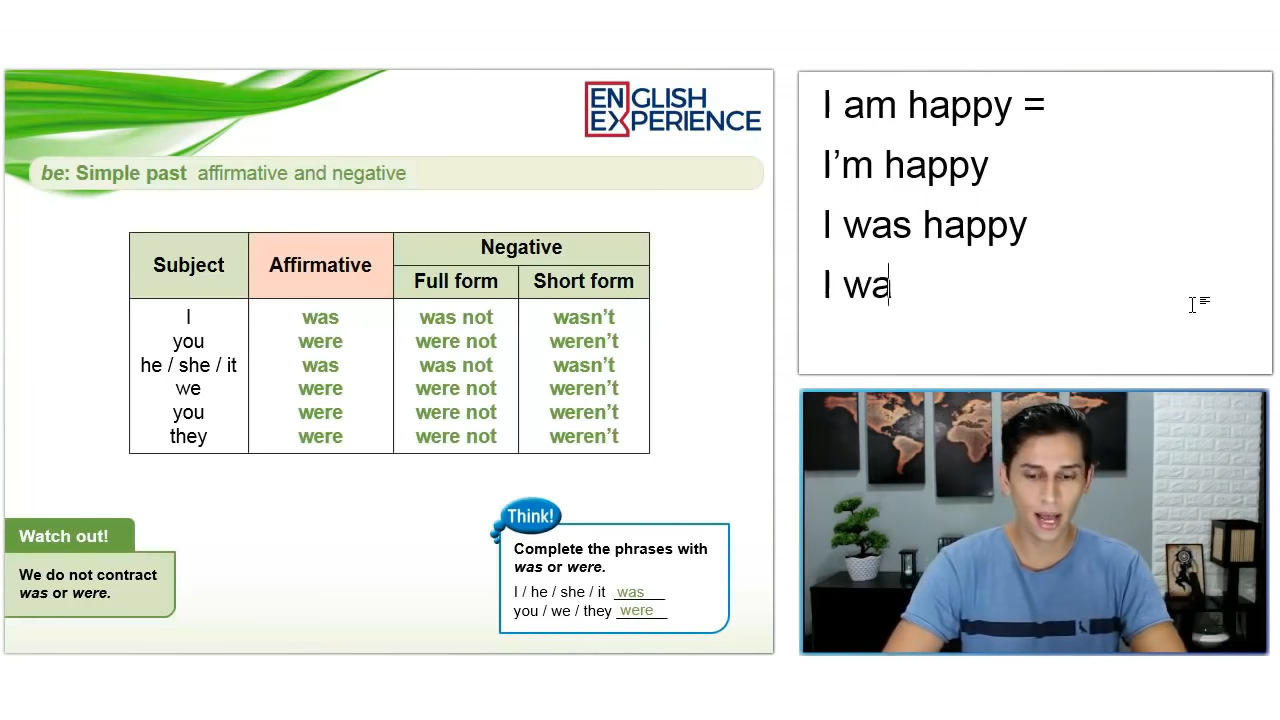 ENGLISH
EXPERIENCE
be: Simple past affirmative and negative
Subject Affirmative Negative
Full form Short form
I was was not wasn't
you were were not weren't
he / she / it was was not wasn't
we were were not weren't
you were were not weren't
they were were not weren't
Watch out!
We do not contract
was or were.
Think!
Complete the phrases with
was or were.
I / he / she / it was
you / we / they were
I am happy =
I'm happy
I was happy
I wa